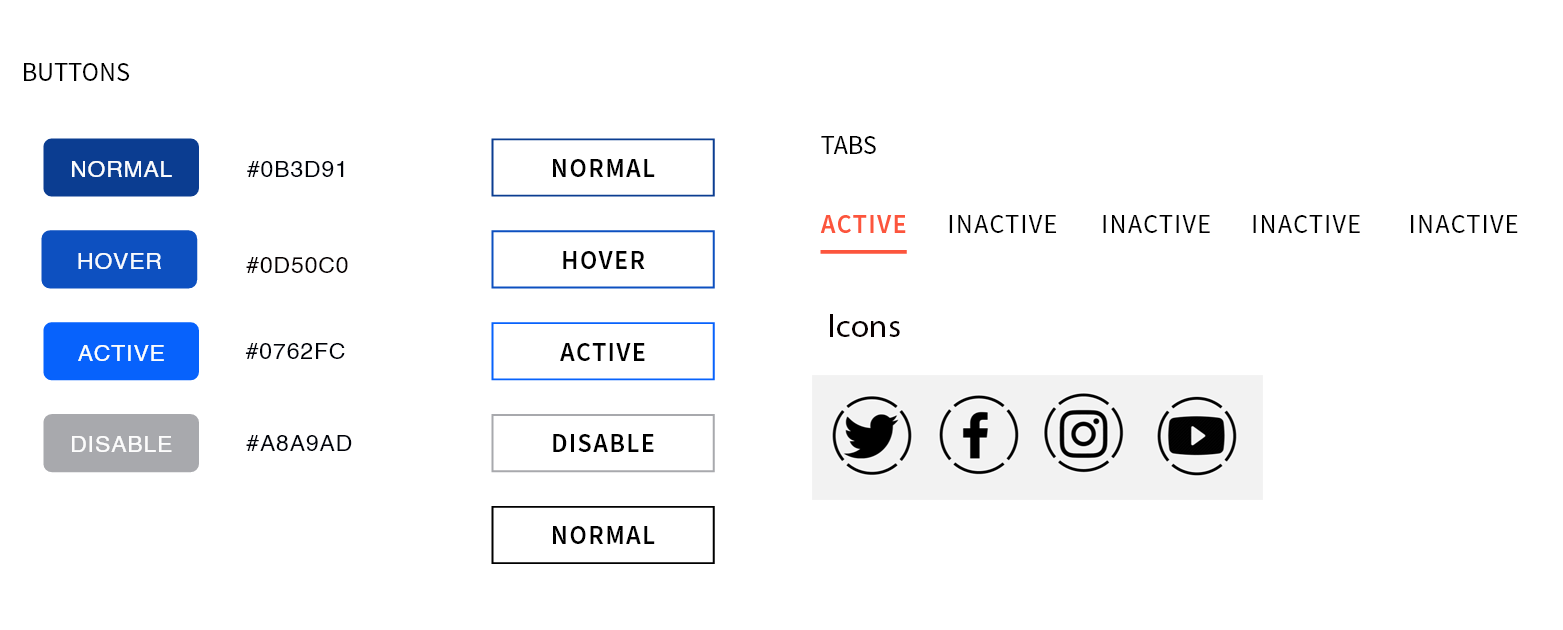 BUTTONS
NORMAL
#0B3D91
HOVER
#0D50C0
ACTIVE
#0762FC
DISABLE
#A8A9AD
NORMAL
HOVER
ACTIVE
DISABLE
NORMAL
TABS
ACTIVE INACTIVE INACTIVE INACTIVE INACTIVE
Icons